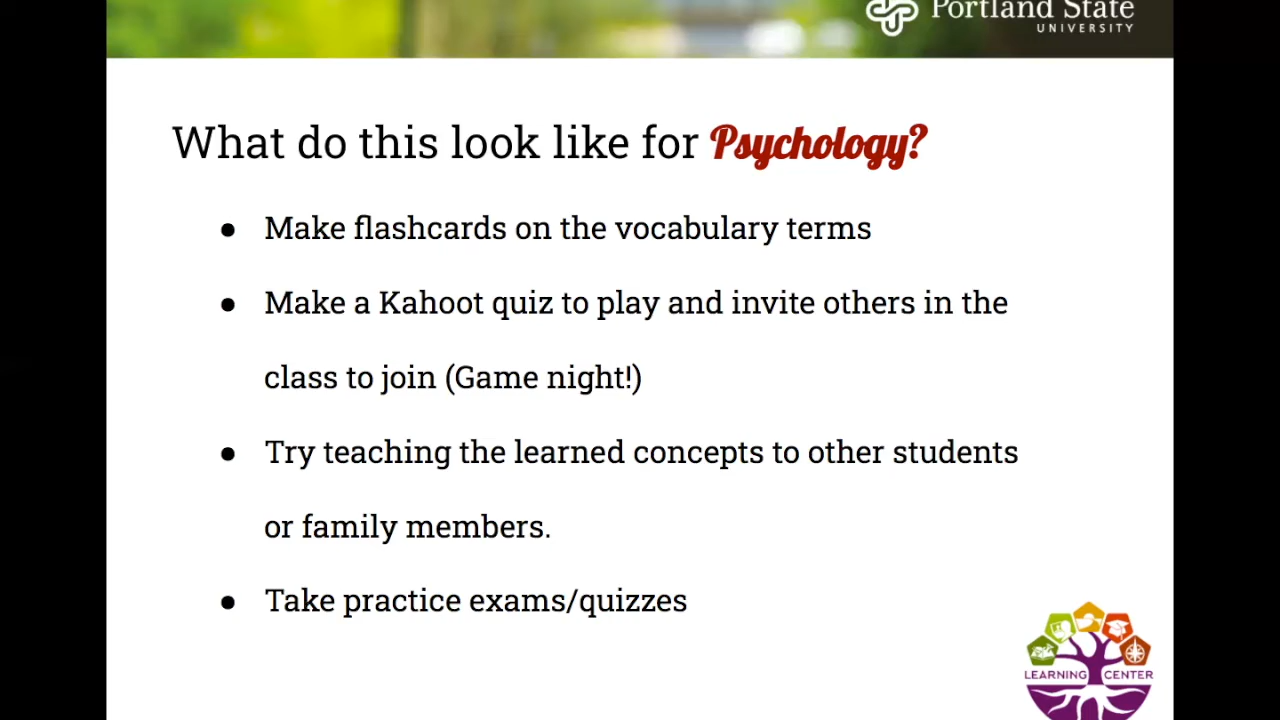 Portland State
UNIVERSITY
What do this look like for Psychology?
● Make flashcards on the vocabulary terms
● Make a Kahoot quiz to play and invite others in the
class to join (Game night!)
● Try teaching the learned concepts to other students
or family members.
● Take practice exams/quizzes
LEARNING CENTER